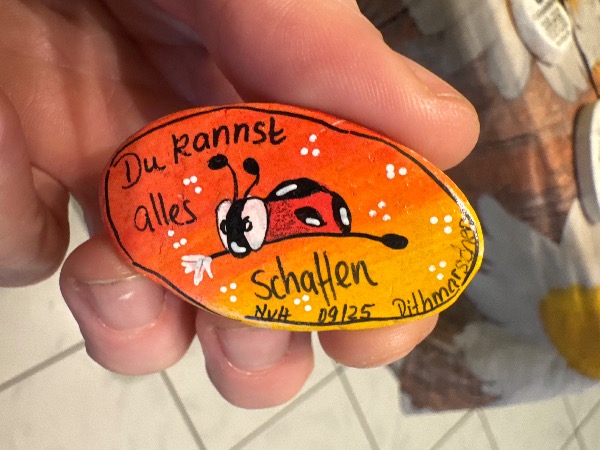 Du kannst
alles
schaffen
NvH 09/25
Dithmarschen